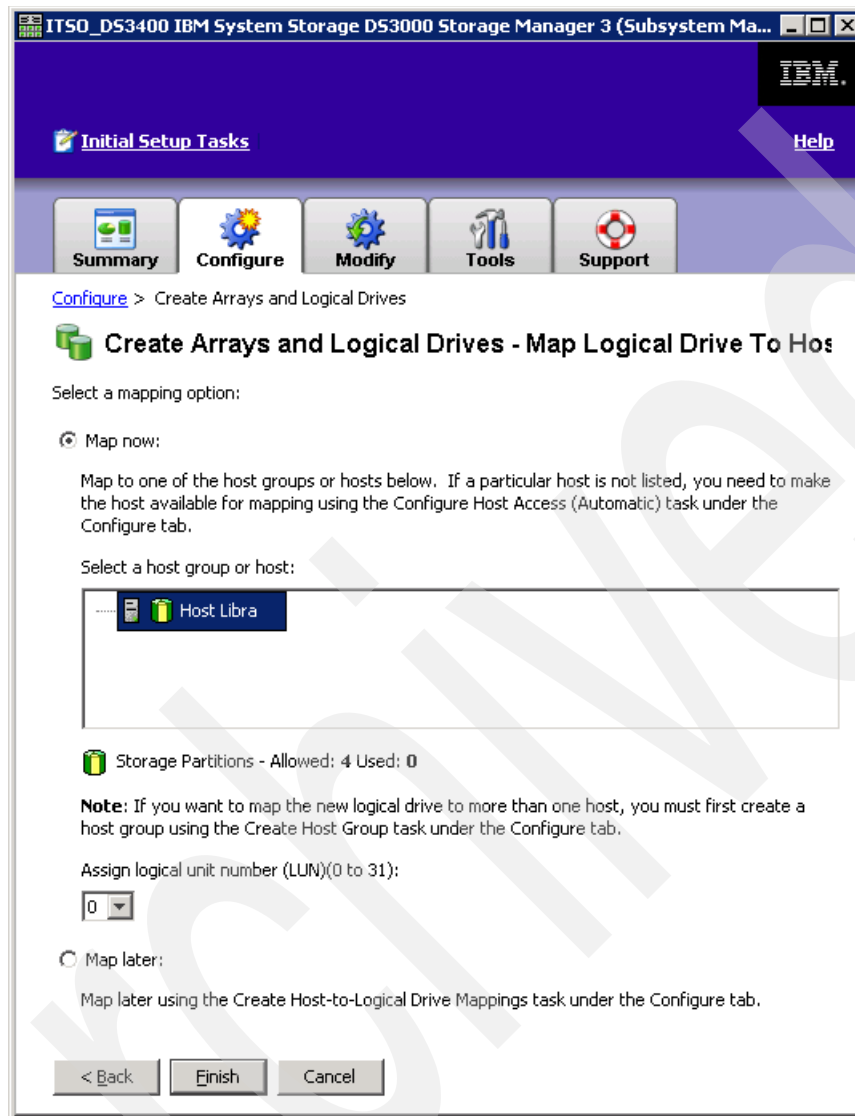 ITSO_DS3400 IBM System Storage DS3000 Storage Manager 3 (Subsystem Ma...
IBM.
Initial Setup Tasks
Help
Summary
Configure
Modify
Tools
Support
Configure > Create Arrays and Logical Drives
Create Arrays and Logical Drives - Map Logical Drive To Hos
Select a mapping option:
Map now:
Map to one of the host groups or hosts below. If a particular host is not listed, you need to make
the host available for mapping using the Configure Host Access (Automatic) task under the
Configure tab.
Select a host group or host:
Host Libra
Storage Partitions - Allowed: 4 Used: 0
Note: If you want to map the new logical drive to more than one host, you must first create a
host group using the Create Host Group task under the Configure tab.
Assign logical unit number (LUN)(0 to 31):
0
Map later:
Map later using the Create Host-to-Logical Drive Mappings task under the Configure tab.
< Back
Finish
Cancel